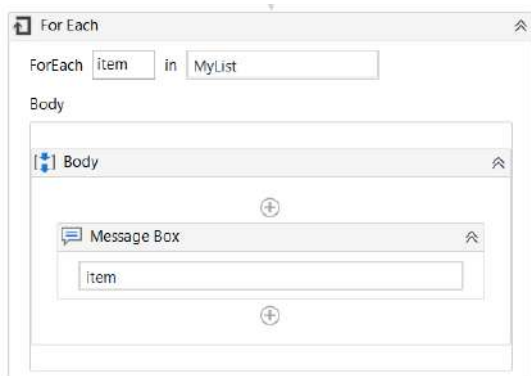 For Each
ForEach item in MyList
Body
Body
Message Box
item